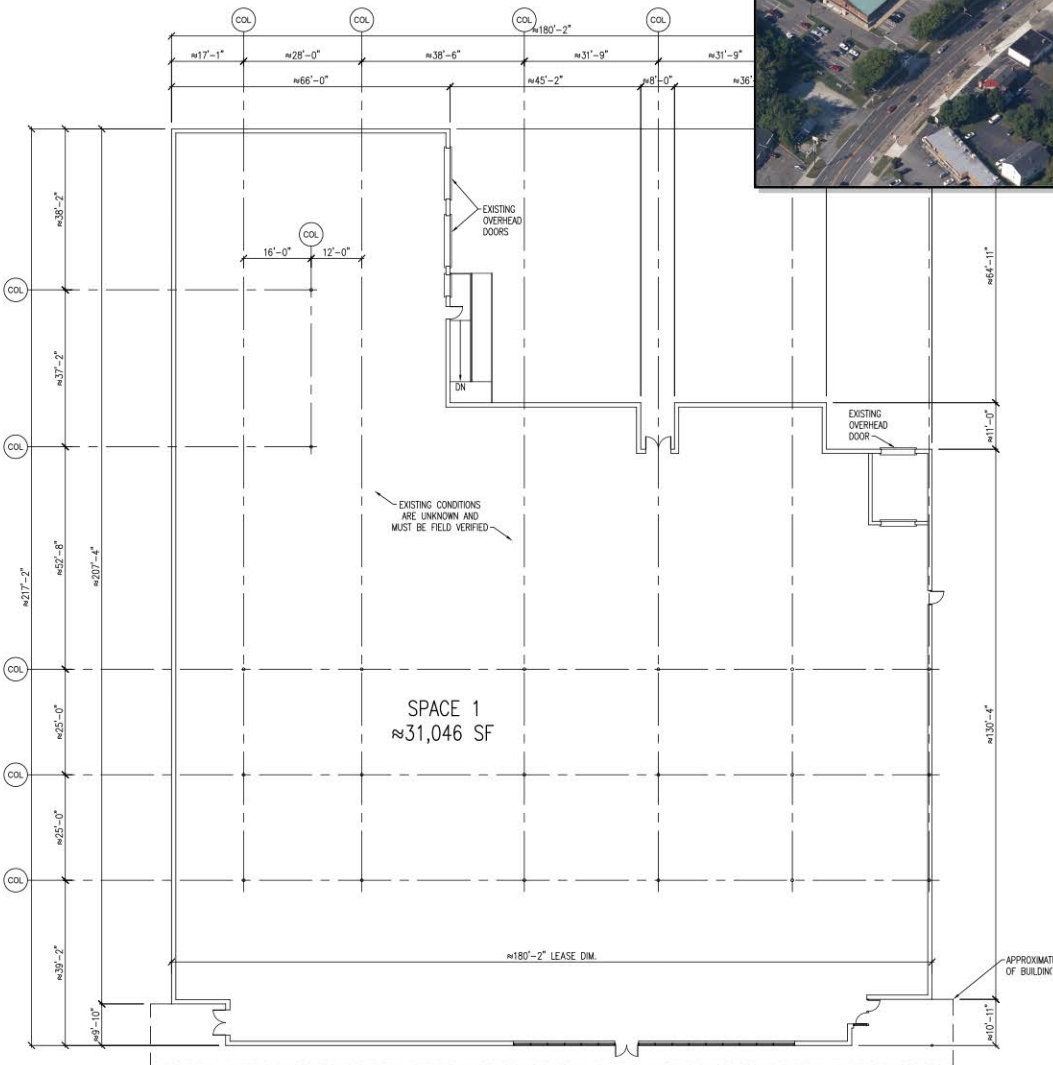 COL
COL
COL
COL
≈180'-2"
≈17'-1"
≈28'-0"
≈38'-6"
≈31'-9"
≈31'-9"
≈66'-0"
≈45'-2"
≈8'-0"
≈36'-
≈38'-2"
EXISTING
OVERHEAD
DOORS
COL
16'-0"
12'-0"
≈64'-11"
COL
≈37'-2"
DN
EXISTING
OVERHEAD
DOOR
≈11'-0"
COL
EXISTING CONDITIONS
ARE UNKNOWN AND
MUST BE FIELD VERIFIED
≈217'-2"
≈52'-8"
≈207'-4"
COL
SPACE 1
≈31,046 SF
≈25'-0"
≈130'-4"
COL
≈25'-0"
COL
≈39'-2"
≈180'-2" LEASE DIM.
APPROXIMAT
OF BUILDIN
≈9'-10"
≈10'-11"